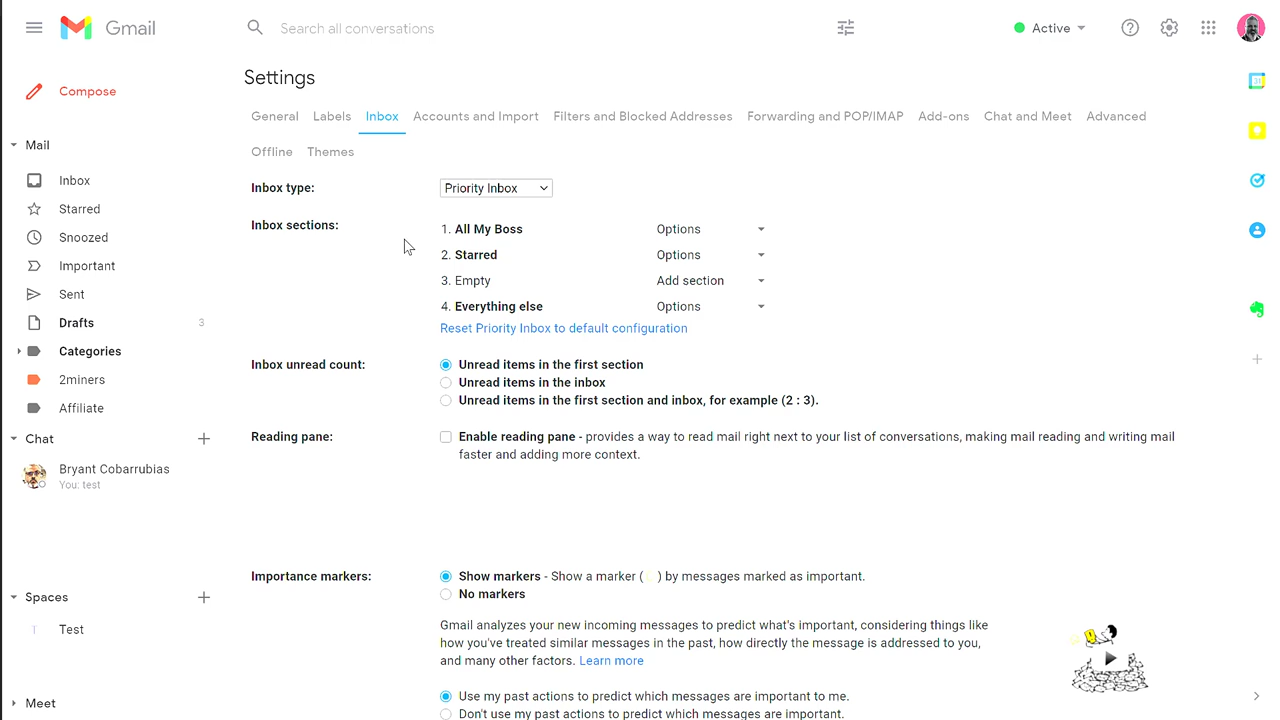 Gmail
Search all conversations
Active
Compose
Settings
General Labels Inbox Accounts and Import Filters and Blocked Addresses Forwarding and POP/IMAP Add-ons Chat and Meet Advanced
Offline Themes
Mail
Inbox
Starred
Snoozed
Important
Sent
Drafts 3
Categories
2miners
Affiliate
Chat
Bryant Cobarrubias
You: test
Spaces
T Test
Meet
Inbox type: Priority Inbox
Inbox sections:
1. All My Boss Options
2. Starred Options
3. Empty Add section
4. Everything else Options
Reset Priority Inbox to default configuration
Inbox unread count: Unread items in the first section
Unread items in the inbox
Unread items in the first section and inbox, for example (2 : 3).
Reading pane: Enable reading pane - provides a way to read mail right next to your list of conversations, making mail reading and writing mail
faster and adding more context.
Importance markers: Show markers - Show a marker ( ) by messages marked as important.
No markers
Gmail analyzes your new incoming messages to predict what's important, considering things like
how you've treated similar messages in the past, how directly the message is addressed to you,
and many other factors. Learn more
Use my past actions to predict which messages are important to me.
Don't use my past actions to predict which messages are important.
31